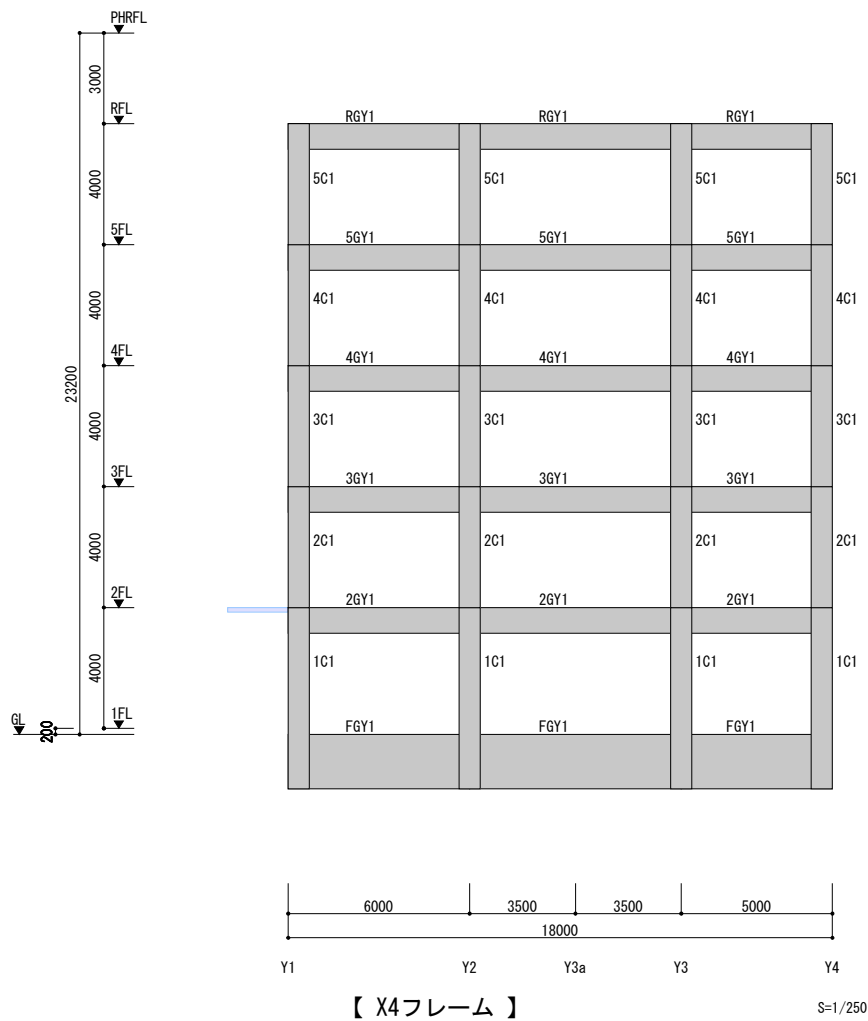 PHRFL
3000
RFL
RGY1 RGY1 RGY1
4000
5C1 5C1 5C1 5C1
5FL
5GY1 5GY1 5GY1
4000
4C1 4C1 4C1 4C1
4FL
4GY1 4GY1 4GY1
23200
4000
3C1 3C1 3C1 3C1
3FL
3GY1 3GY1 3GY1
4000
2C1 2C1 2C1 2C1
2FL
2GY1 2GY1 2GY1
4000
1C1 1C1 1C1 1C1
GL
1FL
200
FGY1 FGY1 FGY1
6000 3500 3500 5000
18000
Y1 Y2 Y3a Y3 Y4
【 X4フレーム 】
S=1/250